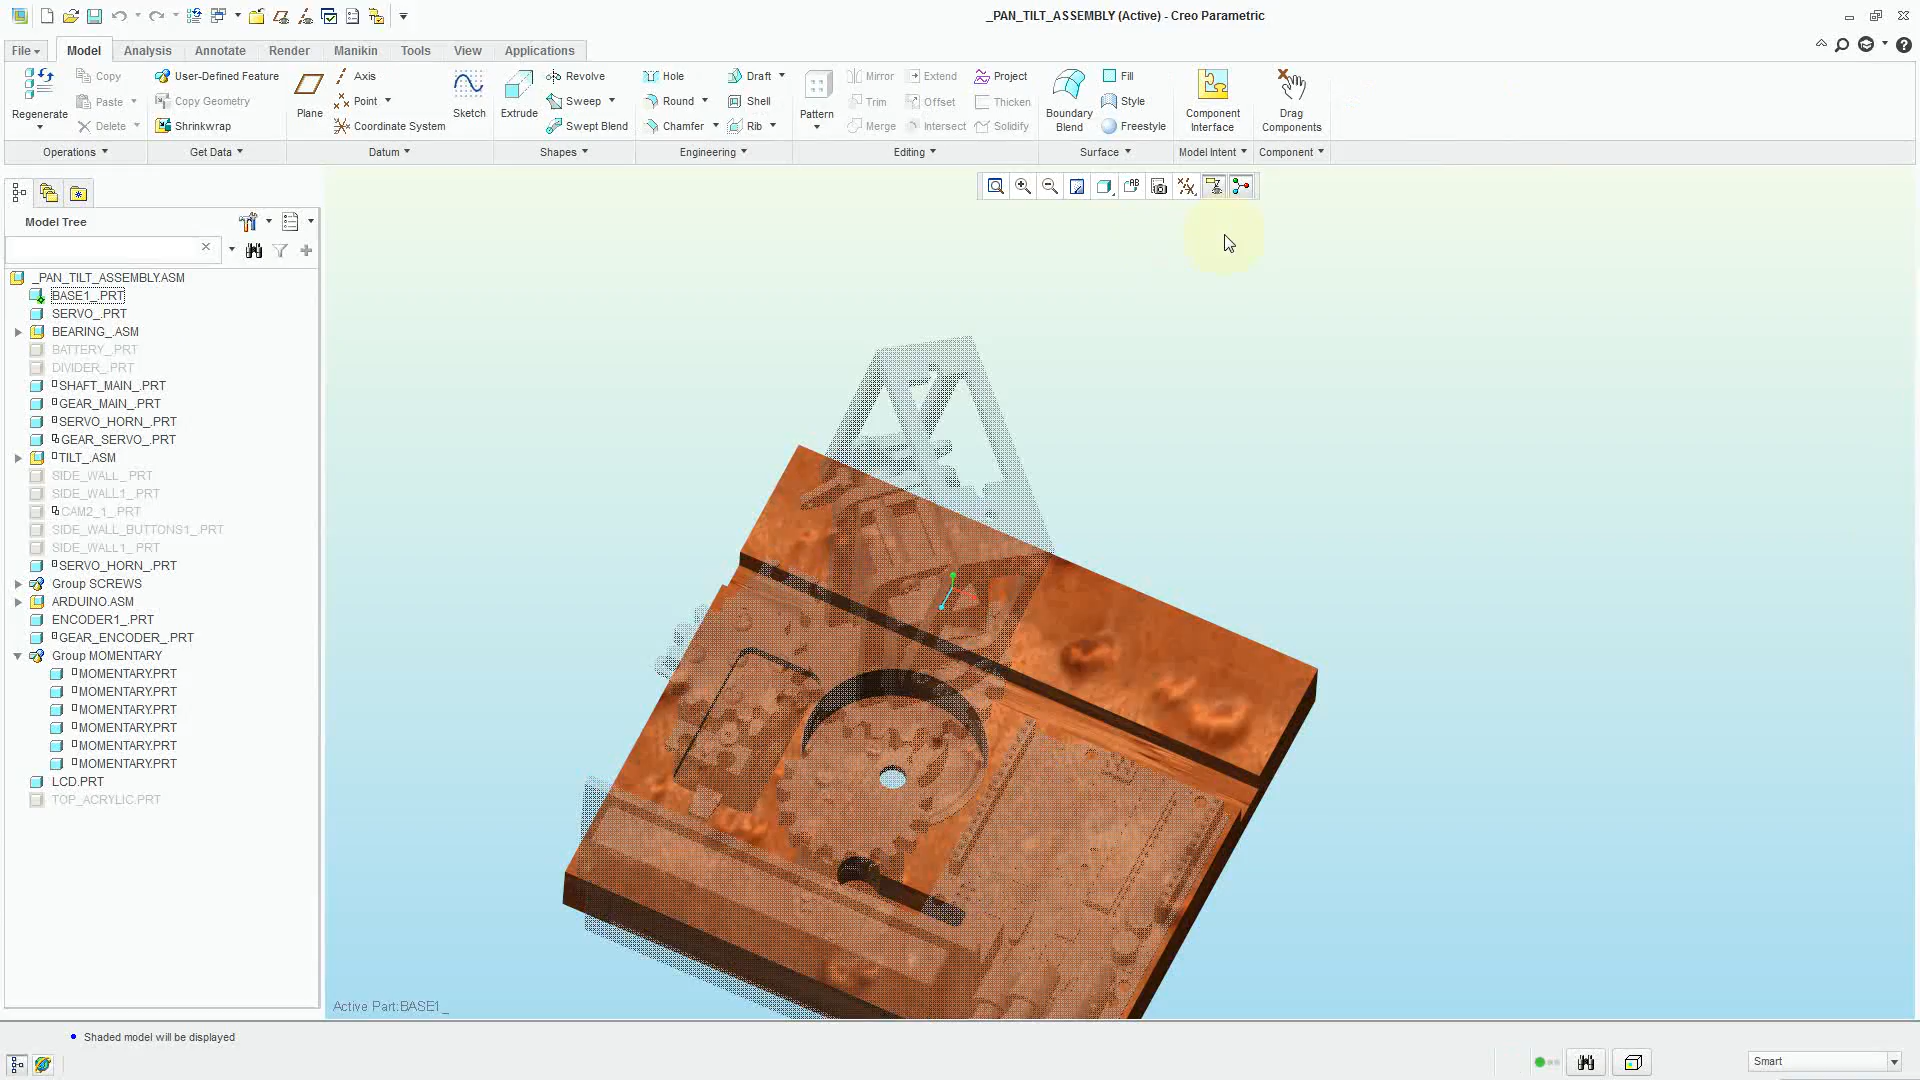 _PAN_TILT_ASSEMBLY (Active) - Creo Parametric
File Model Analysis Annotate Render Manikin Tools View Applications
Regenerate
Copy
Paste
Delete
User-Defined Feature
Copy Geometry
Shrinkwrap
Plane
Axis
Point
Coordinate System
Sketch
Extrude
Revolve
Sweep
Swept Blend
Hole
Round
Chamfer
Draft
Shell
Rib
Pattern
Mirror
Trim
Merge
Extend
Offset
Intersect
Project
Thicken
Solidify
Boundary
Blend
Fill
Style
Freestyle
Component
Interface
Drag
Components
Operations Get Data Datum Shapes Engineering Editing Surface Model Intent Component
Model Tree
_PAN_TILT_ASSEMBLY.ASM
BASE1_.PRT
SERVO_.PRT
BEARING_.ASM
BATTERY_.PRT
DIVIDER_.PRT
SHAFT_MAIN_.PRT
GEAR_MAIN_.PRT
SERVO_HORN_.PRT
GEAR_SERVO_.PRT
TILT_.ASM
SIDE_WALL_.PRT
SIDE_WALL1_.PRT
CAM2_1_.PRT
SIDE_WALL_BUTTONS1_.PRT
SIDE_WALL1_.PRT
SERVO_HORN_.PRT
Group SCREWS
ARDUINO.ASM
ENCODER1_.PRT
GEAR_ENCODER_.PRT
Group MOMENTARY
MOMENTARY.PRT
MOMENTARY.PRT
MOMENTARY.PRT
MOMENTARY.PRT
MOMENTARY.PRT
MOMENTARY.PRT
LCD.PRT
TOP_ACRYLIC.PRT
Active Part:BASE1_
Shaded model will be displayed
Smart